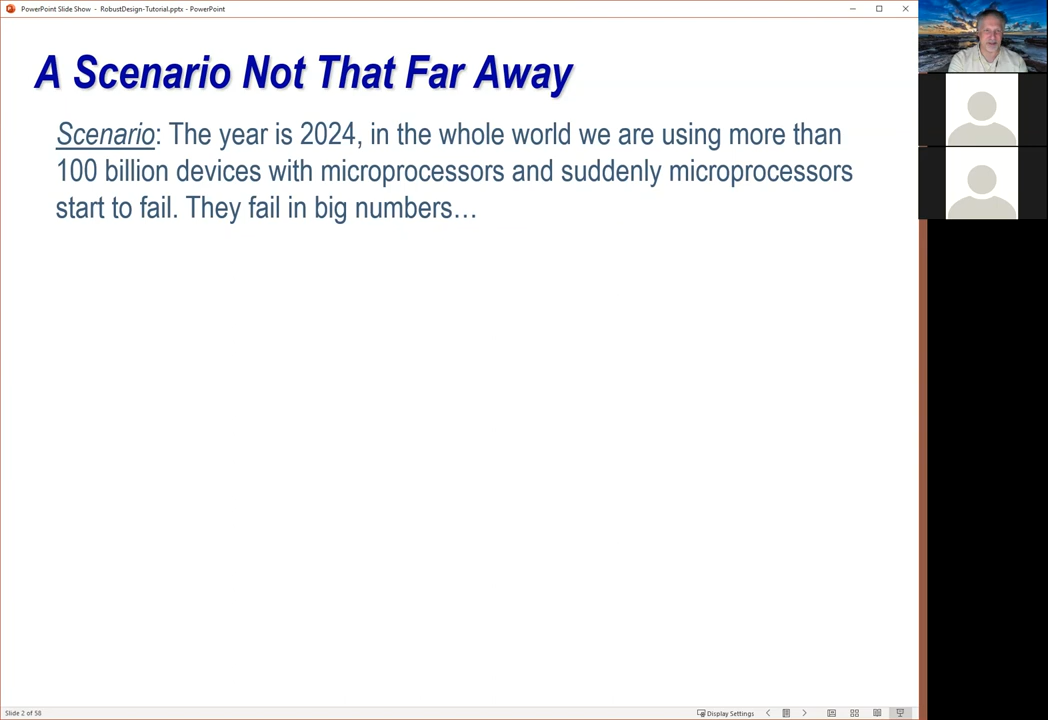 PowerPoint Slide Show - RobustDesign-Tutorial.pptx - PowerPoint
A Scenario Not That Far Away
Scenario: The year is 2024, in the whole world we are using more than
100 billion devices with microprocessors and suddenly microprocessors
start to fail. They fail in big numbers…
Slide 2 of 58
Display Settings